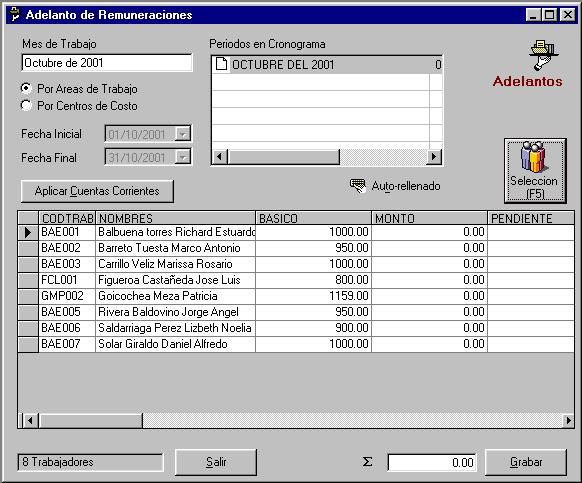 Adelanto de Remuneraciones
Mes de Trabajo
Octubre de 2001
Por Areas de Trabajo
Por Centros de Costo
Fecha Inicial 01/10/2001
Fecha Final 31/10/2001
Periodos en Cronograma
OCTUBRE DEL 2001 0
Adelantos
Seleccion
(F5)
Aplicar Cuentas Corrientes
Auto-rellenado
CODTRAB NOMBRES BASICO MONTO PENDIENTE
BAE001 Balbuena torres Richard Estuardo 1000.00 0.00
BAE002 Barreto Tuesta Marco Antonio 950.00 0.00
BAE003 Carrillo Veliz Marissa Rosario 1000.00 0.00
FCL001 Figueroa Castañeda Jose Luis 800.00 0.00
GMP002 Goicochea Meza Patricia 1159.00 0.00
BAE005 Rivera Baldovino Jorge Angel 950.00 0.00
BAE006 Saldarriaga Perez Lizbeth Noelia 900.00 0.00
BAE007 Solar Giraldo Daniel Alfredo 1000.00 0.00
8 Trabajadores
Salir
Σ 0.00
Grabar